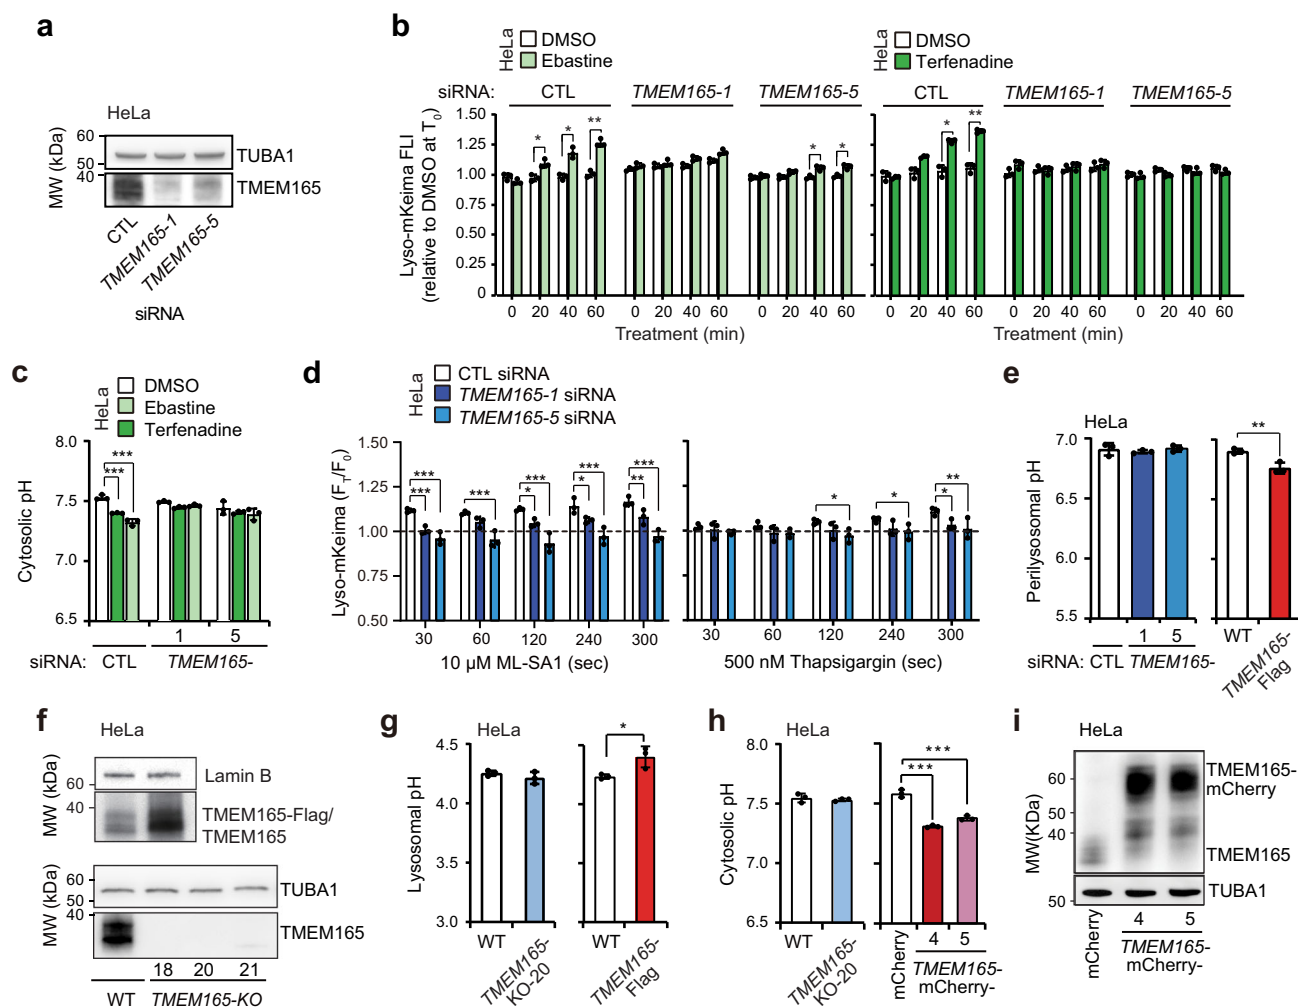 a
HeLa
MW (kDa)
60
50
40
TUBA1
TMEM165
CTL
TMEM165-1
TMEM165-5
siRNA
b
HeLa
DMSO
Ebastine
HeLa
DMSO
Terfenadine
siRNA: CTL TMEM165-1 TMEM165-5 CTL TMEM165-1 TMEM165-5
Lyso-mKeima FLI
(relative to DMSO at T0)
1.50
1.25
1.00
0.75
0.50
0.25
0
* * ** * * * **
0 20 40 60 0 20 40 60 0 20 40 60 0 20 40 60 0 20 40 60 0 20 40 60
Treatment (min) Treatment (min)
c
HeLa
DMSO
Ebastine
Terfenadine
Cytosolic pH
8.0
7.5
7.0
6.5
***
***
1 5
siRNA: CTL TMEM165-
d
HeLa
CTL siRNA
TMEM165-1 siRNA
TMEM165-5 siRNA
Lyso-mKeima (FT/F0)
1.50
1.25
1.00
0.75
0.50
*** *** *** *** *** * * ** 
*** * * ** *
30 60 120 240 300 30 60 120 240 300
10 µM ML-SA1 (sec) 500 nM Thapsigargin (sec)
e
HeLa
Perilysosomal pH
7.0
6.5
6.0
5.5
**
1 5
siRNA: CTL TMEM165-
WT
TMEM165-
Flag
f
HeLa
MW (kDa)
60
40
Lamin B
TMEM165-Flag/
TMEM165
MW (kDa)
60
50
40
TUBA1
TMEM165
18 20 21
WT TMEM165-KO
g
HeLa
Lysosomal pH
4.5
4.0
3.5
3.0
*
WT
TMEM165-
KO-20
WT
TMEM165-
Flag
h
HeLa
Cytosolic pH
8.0
7.5
7.0
6.5
***
***
WT
TMEM165-
KO-20
mCherry
4 5
TMEM165-
mCherry-
i
HeLa
MW(KDa)
60
50
40
50
TMEM165-
mCherry
TMEM165
TUBA1
mCherry
4 5
TMEM165-
mCherry-